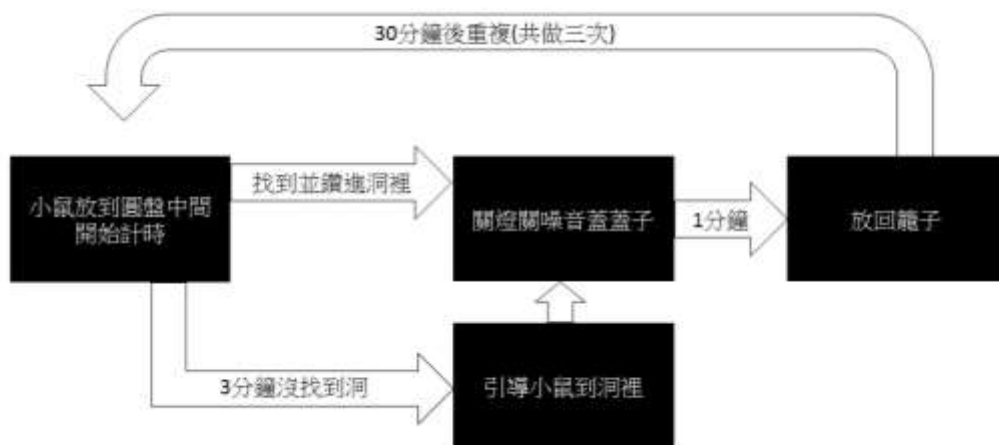 30分鐘後重複(共做三次)
小鼠放到圓盤中間
開始計時
找到並鑽進洞裡
關燈關噪音蓋蓋子
1分鐘
放回籠子
3分鐘沒找到洞
引導小鼠到洞裡